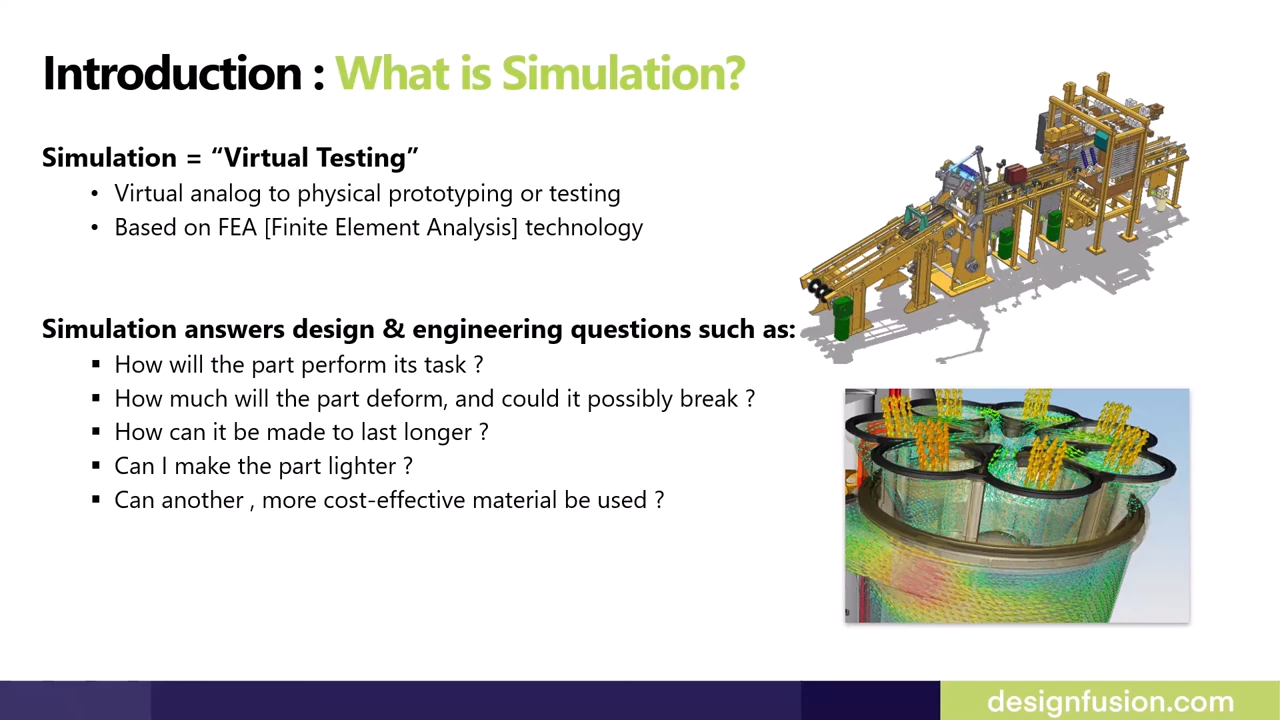 Introduction : What is Simulation?
Simulation = “Virtual Testing”
• Virtual analog to physical prototyping or testing
• Based on FEA [Finite Element Analysis] technology
Simulation answers design & engineering questions such as:
▪ How will the part perform its task ?
▪ How much will the part deform, and could it possibly break ?
▪ How can it be made to last longer ?
▪ Can I make the part lighter ?
▪ Can another , more cost-effective material be used ?
designfusion.com